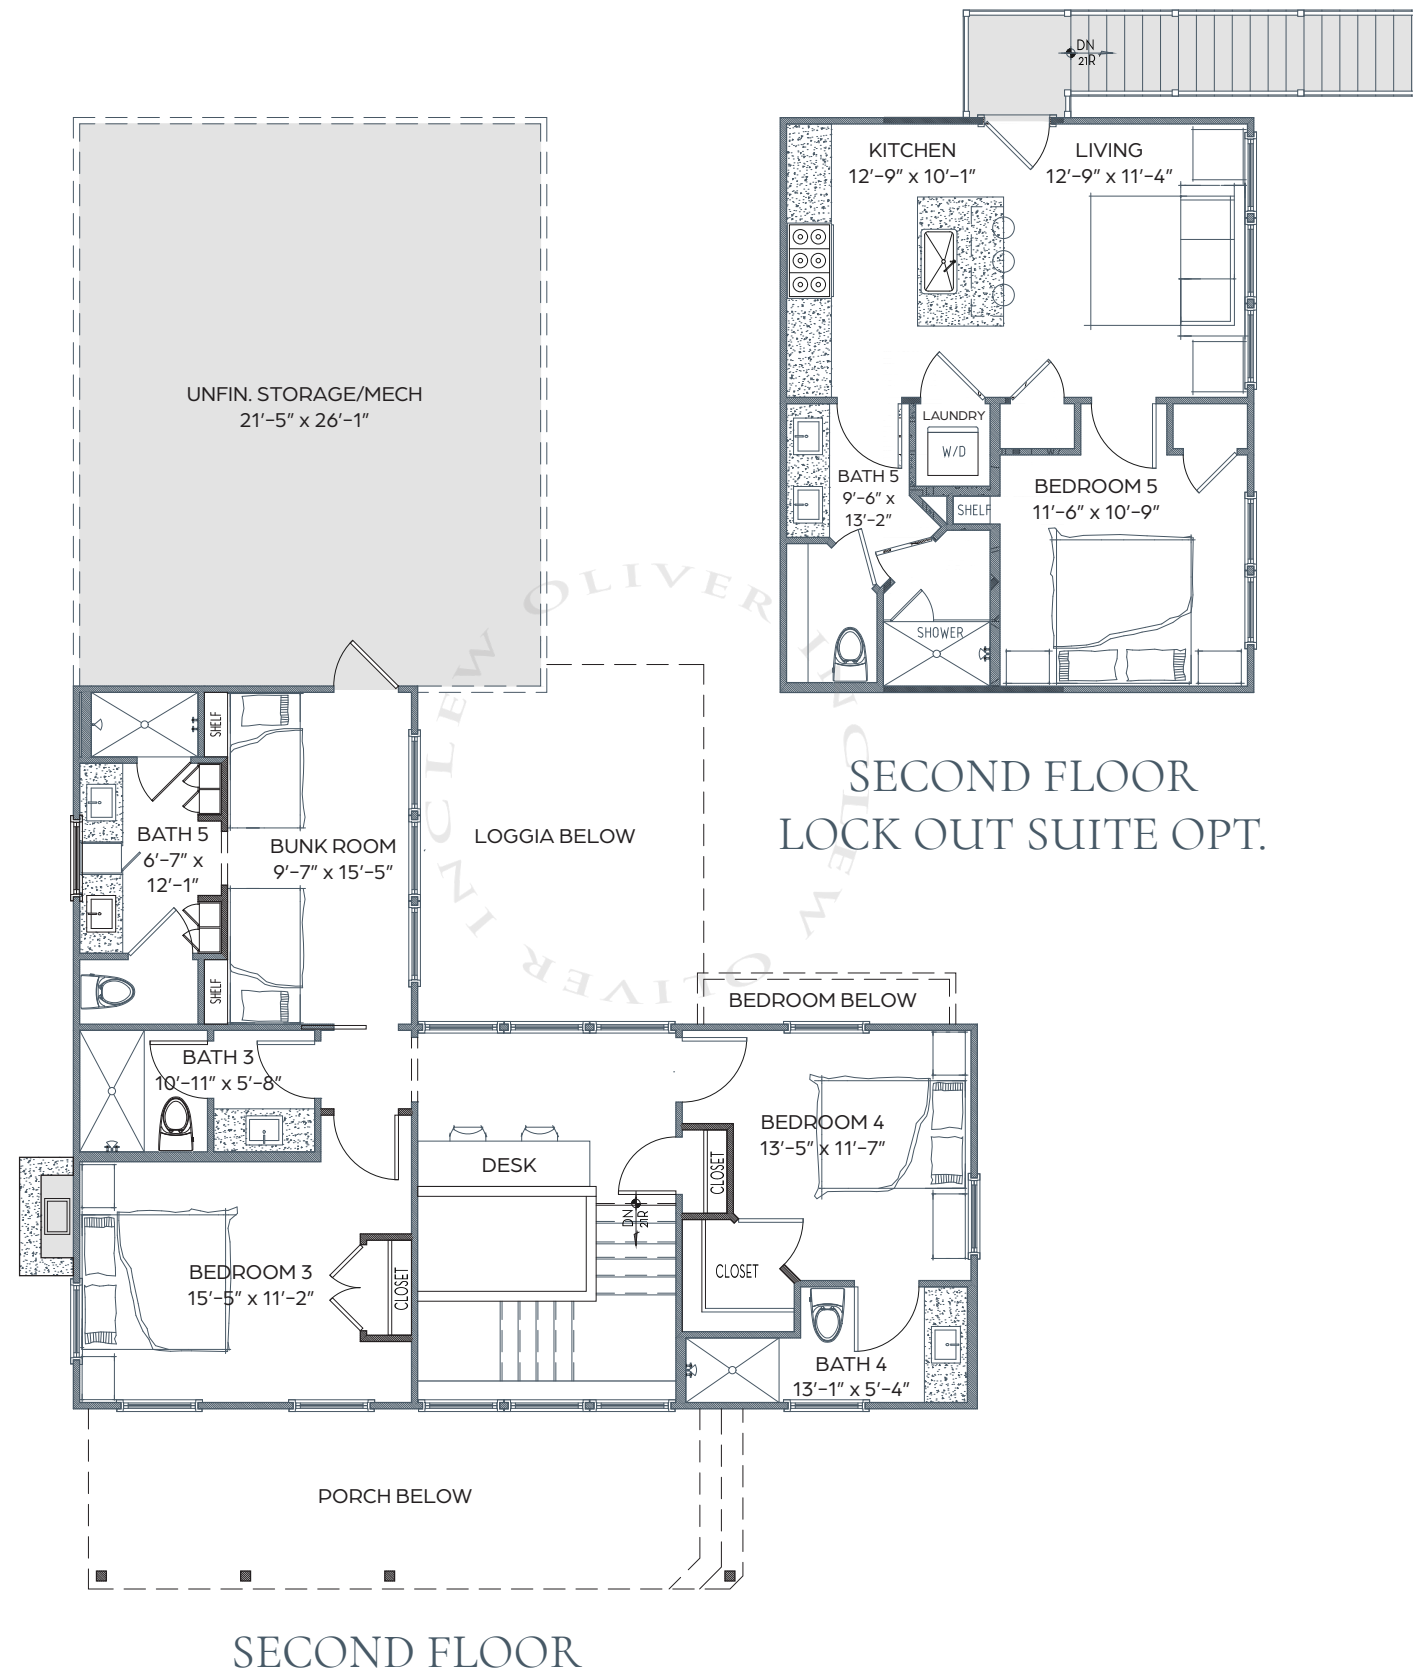 DN
21R
KITCHEN
12'-9" x 10'-1"
LIVING
12'-9" x 11'-4"
LAUNDRY
W/D
BATH 5
9'-6" x
13'-2"
SHELF
BEDROOM 5
11'-6" x 10'-9"
SHOWER
SECOND FLOOR
LOCK OUT SUITE OPT.
UNFIN. STORAGE/MECH
21'-5" x 26'-1"
OLIVER INCLEW OLIVER INCLEW
SHELF
BATH 5
6'-7" x
12'-1"
BUNK ROOM
9'-7" x 15'-5"
LOGGIA BELOW
SHELF
BEDROOM BELOW
BATH 3
10'-11" x 5'-8"
DESK
DN
21R
CLOSET
BEDROOM 4
13'-5" x 11'-7"
CLOSET
BEDROOM 3
15'-5" x 11'-2"
CLOSET
BATH 4
13'-1" x 5'-4"
PORCH BELOW
SECOND FLOOR